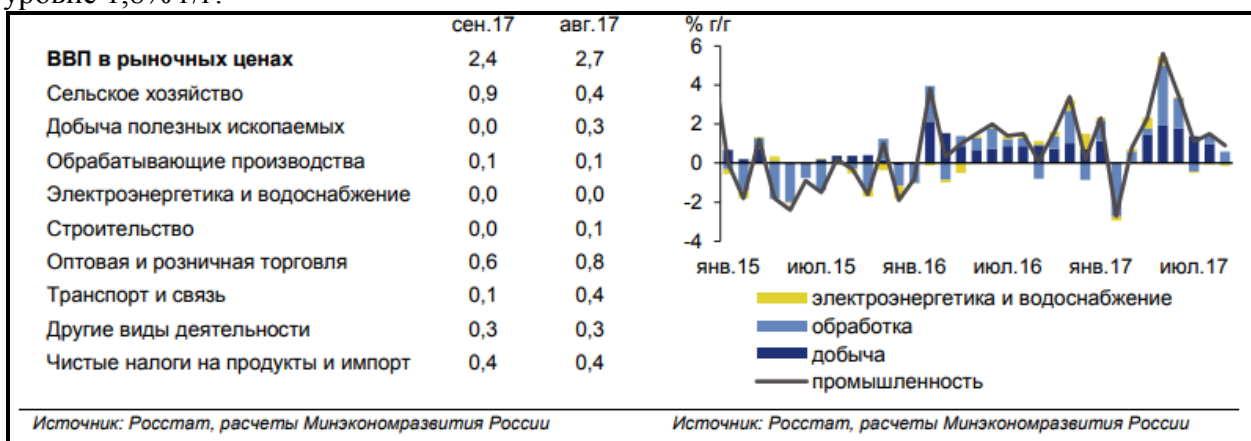 уровне 1,8% г/г.
сен.17 авг.17
ВВП в рыночных ценах 2,4 2,7
Сельское хозяйство 0,9 0,4
Добыча полезных ископаемых 0,0 0,3
Обрабатывающие производства 0,1 0,1
Электроэнергетика и водоснабжение 0,0 0,0
Строительство 0,0 0,1
Оптовая и розничная торговля 0,6 0,8
Транспорт и связь 0,1 0,4
Другие виды деятельности 0,3 0,3
Чистые налоги на продукты и импорт 0,4 0,4
Источник: Росстат, расчеты Минэкономразвития России
% г/г
6
4
2
0
-2
-4
янв.15 июл.15 янв.16 июл.16 янв.17 июл.17
электроэнергетика и водоснабжение
обработка
добыча
промышленность
Источник: Росстат, расчеты Минэкономразвития России